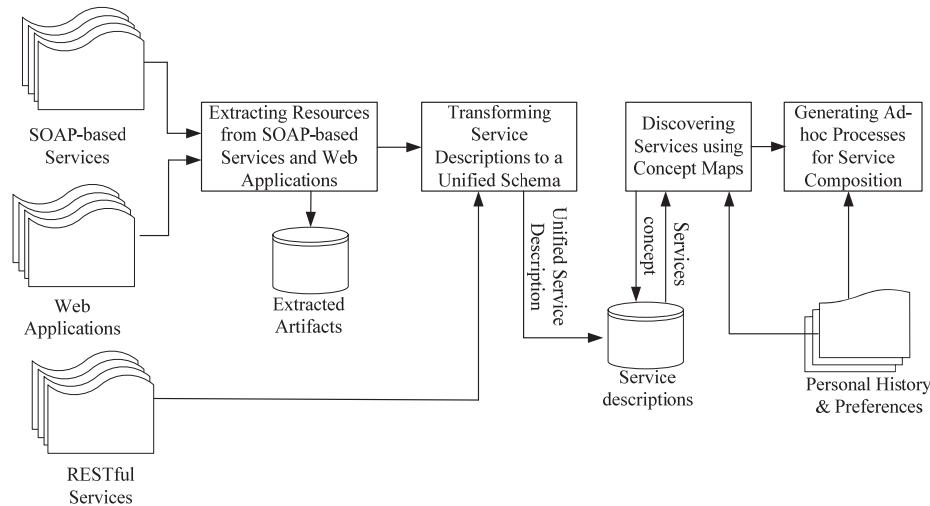 SOAP-based
Services
Web
Applications
RESTful
Services
Extracting Resources
from SOAP-based
Services and Web
Applications
Extracted
Artifacts
Transforming
Service
Descriptions to a
Unified Schema
Unified Service
Description
Discovering
Services using
Concept Maps
concept
Services
Service
descriptions
Generating Ad-
hoc Processes
for Service
Composition
Personal History
& Preferences